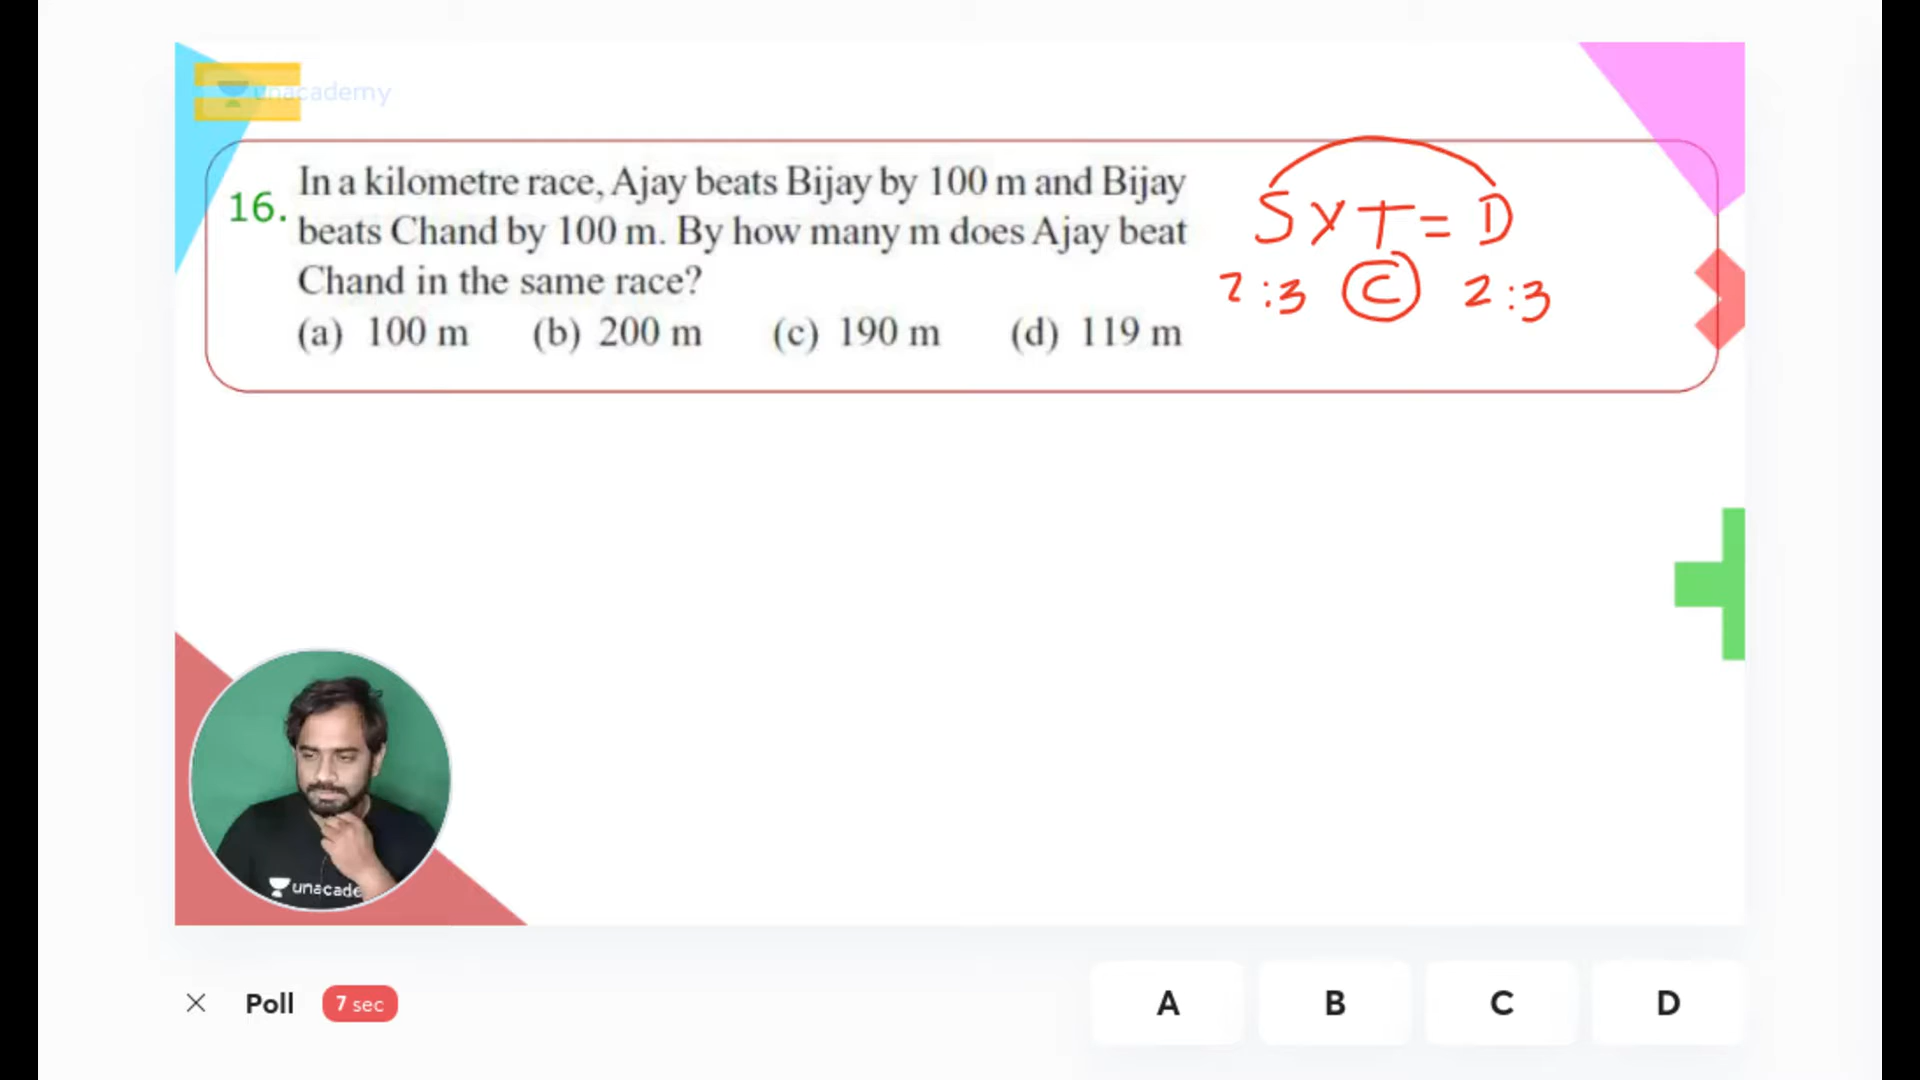 unacademy
16. In a kilometre race, Ajay beats Bijay by 100 m and Bijay
beats Chand by 100 m. By how many m does Ajay beat
Chand in the same race?
(a) 100 m (b) 200 m (c) 190 m (d) 119 m
S X T = D
2:3 C 2:3
unacade
Poll 7 sec A B C D